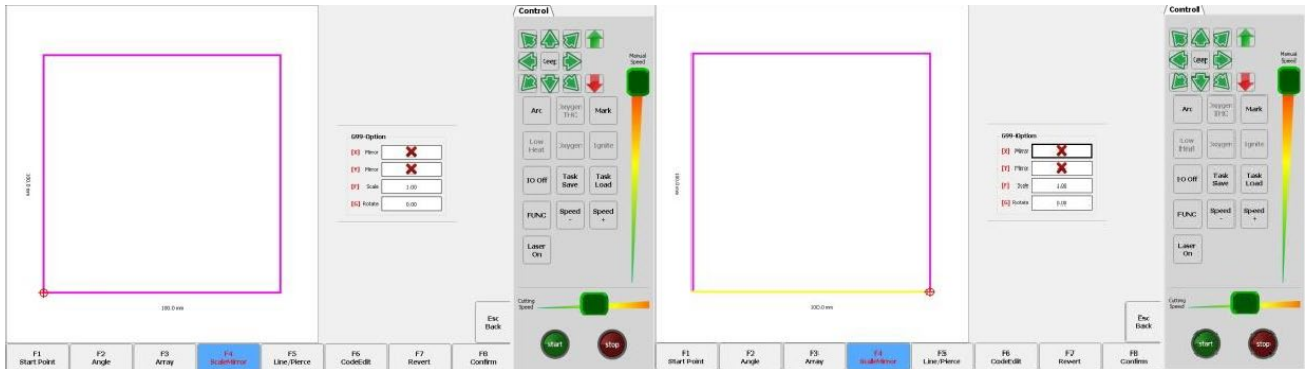 Control
Manual
Speed
Arc
Oxygen
THC
Mark
Low
Heat
Oxygen
Ignite
IO Off
Task
Save
Task
Load
FUNC
Speed
-
Speed
+
Laser
On
Cutting
Speed
start
stop
G99-Option
[X] Mirror
[Y] Mirror
[F] Scale 1.00
[G] Rotate 0.00
100.0 mm
100.0 mm
Esc
Back
F1
Start Point
F2
Angle
F3
Array
F4
ScaleMirror
F5
Line/Pierce
F6
CodeEdit
F7
Revert
F8
Confirm
Control
Manual
Speed
Arc
Oxygen
THC
Mark
Low
Heat
Oxygen
Ignite
IO Off
Task
Save
Task
Load
FUNC
Speed
-
Speed
+
Laser
On
Cutting
Speed
start
stop
G99-Option
[X] Mirror
[Y] Mirror
[F] Scale 1.00
[G] Rotate 0.00
100.0 mm
100.0 mm
Esc
Back
F1
Start Point
F2
Angle
F3
Array
F4
ScaleMirror
F5
Line/Pierce
F6
CodeEdit
F7
Revert
F8
Confirm